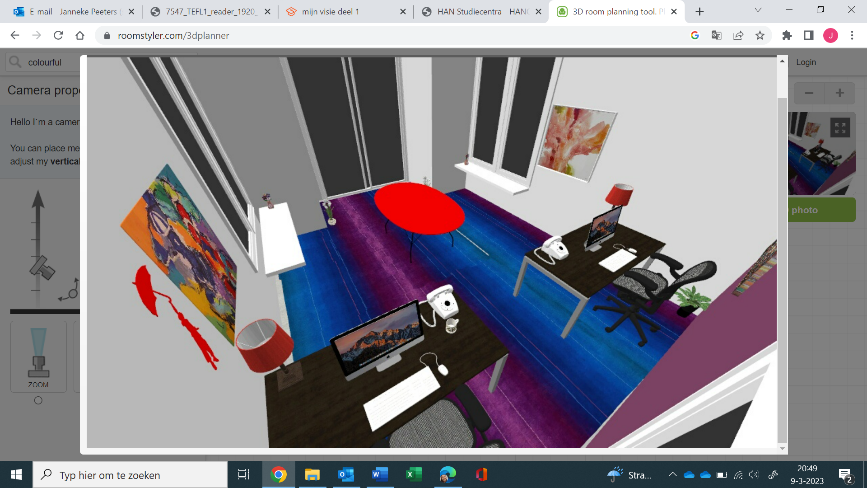 E mail - Janneke Peeters |
7S47_TEFL1_reader_1920_
mijn visie deel 1
HAN Studiecentra - HAN
3D room planning tool. Pl
roomstyler.com/3dplanner
J
colourful
Login
Camera prope
Hello I'm a camer
You can place me
adjust my vertical
photo
ZOOM
Typ hier om te zoeken
Stra...
20:49
9-3-2023
2